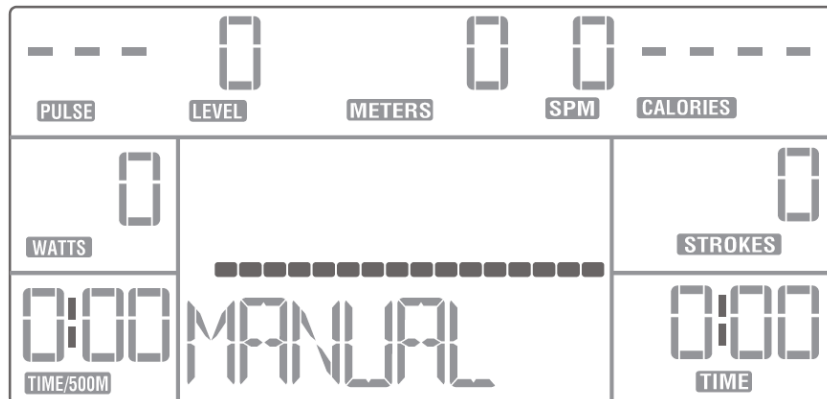 --- 0 0 0 ----
PULSE LEVEL METERS SPM CALORIES
0 0
WATTS STROKES
0:00 MANUAL 0:00
TIME/500M TIME